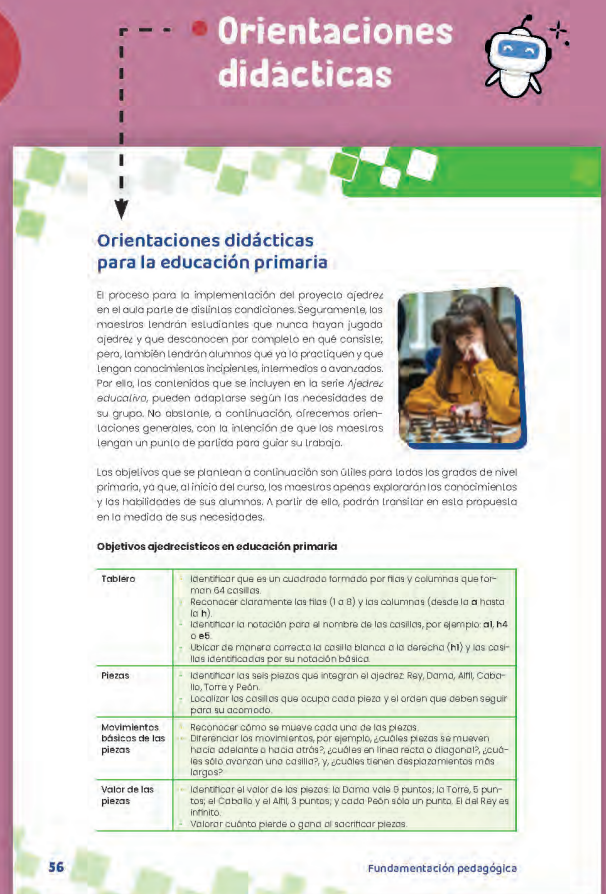 Orientaciones
didácticas
Orientaciones didácticas
para la educación primaria
El proceso para la implementación del proyecto ajedrez
en el aula parte de distintas condiciones. Seguramente, los
maestros tendrán estudiantes que nunca hayan jugado
ajedrez y que desconocen por completo en qué consiste;
pero, también tendrán alumnos que ya lo practiquen y que
tengan conocimientos incipientes, intermedios o avanzados.
Por ello, los contenidos que se incluyen en la serie Ajedrez
educativo, pueden adaptarse según las necesidades de
su grupo. No obstante, a continuación, ofrecemos orien-
taciones generales, con la intención de que los maestros
tengan un punto de partida para guiar su trabajo.
Los objetivos que se plantean a continuación son útiles para todos los grados de nivel
primaria, ya que, al inicio del curso, los maestros apenas explorarán los conocimientos
y las habilidades de sus alumnos. A partir de ello, podrán transitar en esta propuesta
en la medida de sus necesidades.
Objetivos ajedrecísticos en educación primaria
Tablero
- Identificar que es un cuadrado formado por filas y columnas que for-
man 64 casillas.
- Reconocer claramente las filas (1 a 8) y las columnas (desde la a hasta
la h).
- Identificar la notación para el nombre de las casillas, por ejemplo: a1, h4
o e5.
- Ubicar de manera correcta la casilla blanca a la derecha (h1) y las casi-
llas identificadas por su notación básica.
Piezas
- Identificar las seis piezas que integran el ajedrez: Rey, Dama, Alfil, Caba-
llo, Torre y Peón.
- Localizar las casillas que ocupa cada pieza y el orden que deben seguir
para su acomodo.
Movimientos
básicos de las
piezas
- Reconocer cómo se mueve cada una de las piezas.
- Diferenciar los movimientos, por ejemplo, ¿cuáles piezas se mueven
hacia adelante o hacia atrás?, ¿cuáles en línea recta o diagonal?, ¿cuá-
les sólo avanzan una casilla?, y, ¿cuáles tienen desplazamientos más
largos?
Valor de las
piezas
- Identificar el valor de las piezas: la Dama vale 9 puntos; la Torre, 5 pun-
tos; el Caballo y el Alfil, 3 puntos; y cada Peón sólo un punto. El del Rey es
infinito.
- Valorar cuánto pierde o gana al sacrificar piezas.
56
Fundamentación pedagógica